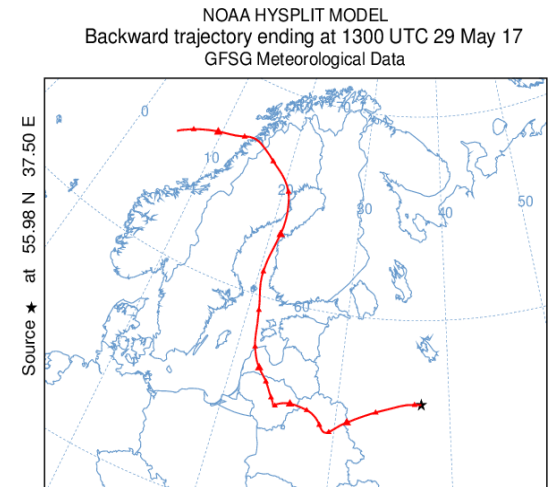 NOAA HYSPLIT MODEL
Backward trajectory ending at 1300 UTC 29 May 17
GFSG Meteorological Data
Source ★ at 55.98 N 37.50 E
0
10
20
30
40
50
60